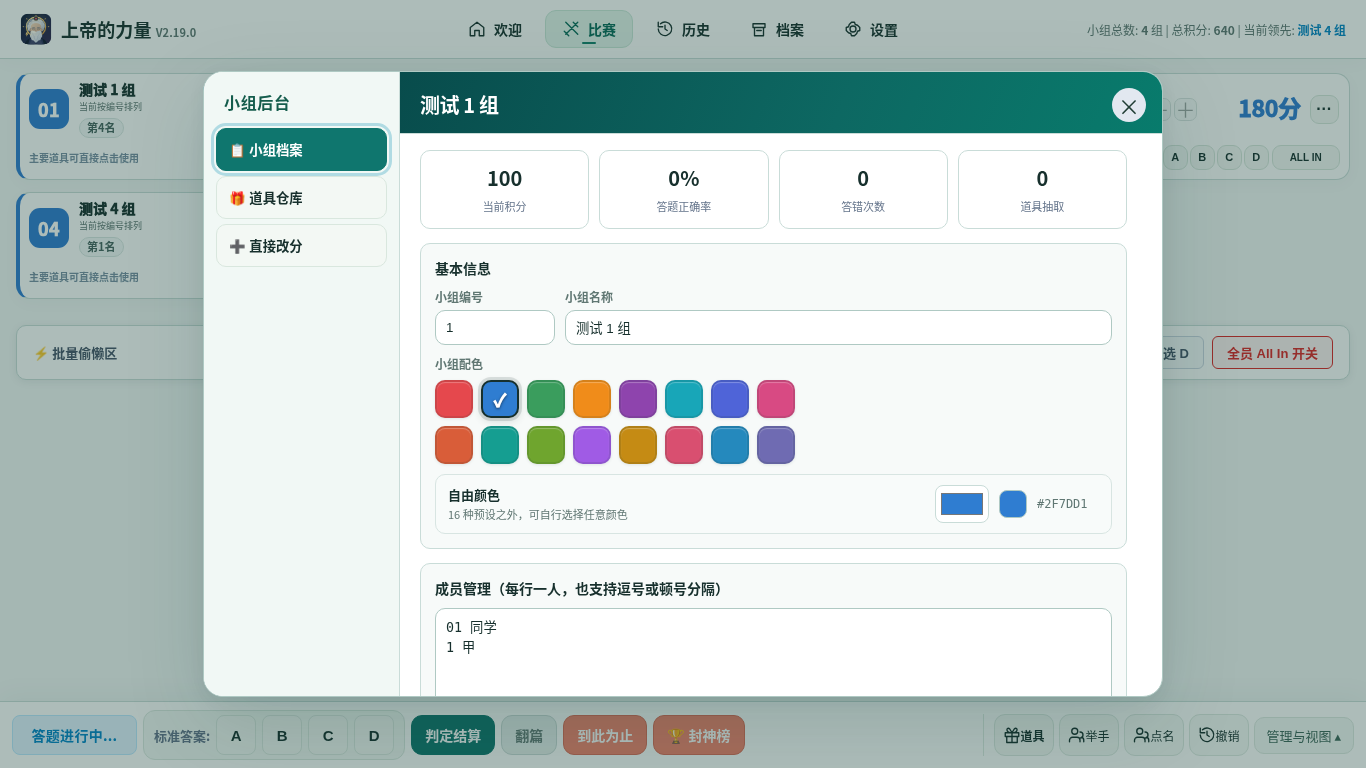 上帝的力量 V2.19.0
欢迎
比赛
历史
档案
设置
小组总数: 4 组 | 总积分: 640 | 当前领先: 测试 4 组
01
测试 1 组
当前按编号排列
第4名
主要道具可直接点击使用
04
测试 4 组
当前按编号排列
第1名
主要道具可直接点击使用
180分
A B C D ALL IN
⚡ 批量偷懒区
选 D
全员 All In 开关
小组后台
📋 小组档案
🎁 道具仓库
➕ 直接改分
测试 1 组
100
当前积分
0%
答题正确率
0
答错次数
0
道具抽取
基本信息
小组编号
小组名称
1
测试 1 组
小组配色
自由颜色
16 种预设之外，可自行选择任意颜色
#2F7DD1
成员管理（每行一人，也支持逗号或顿号分隔）
01 同学
1 甲
答题进行中...
标准答案: A B C D
判定结算
翻篇
到此为止
🏆 封神榜
道具
举手
点名
撤销
管理与视图 ▴